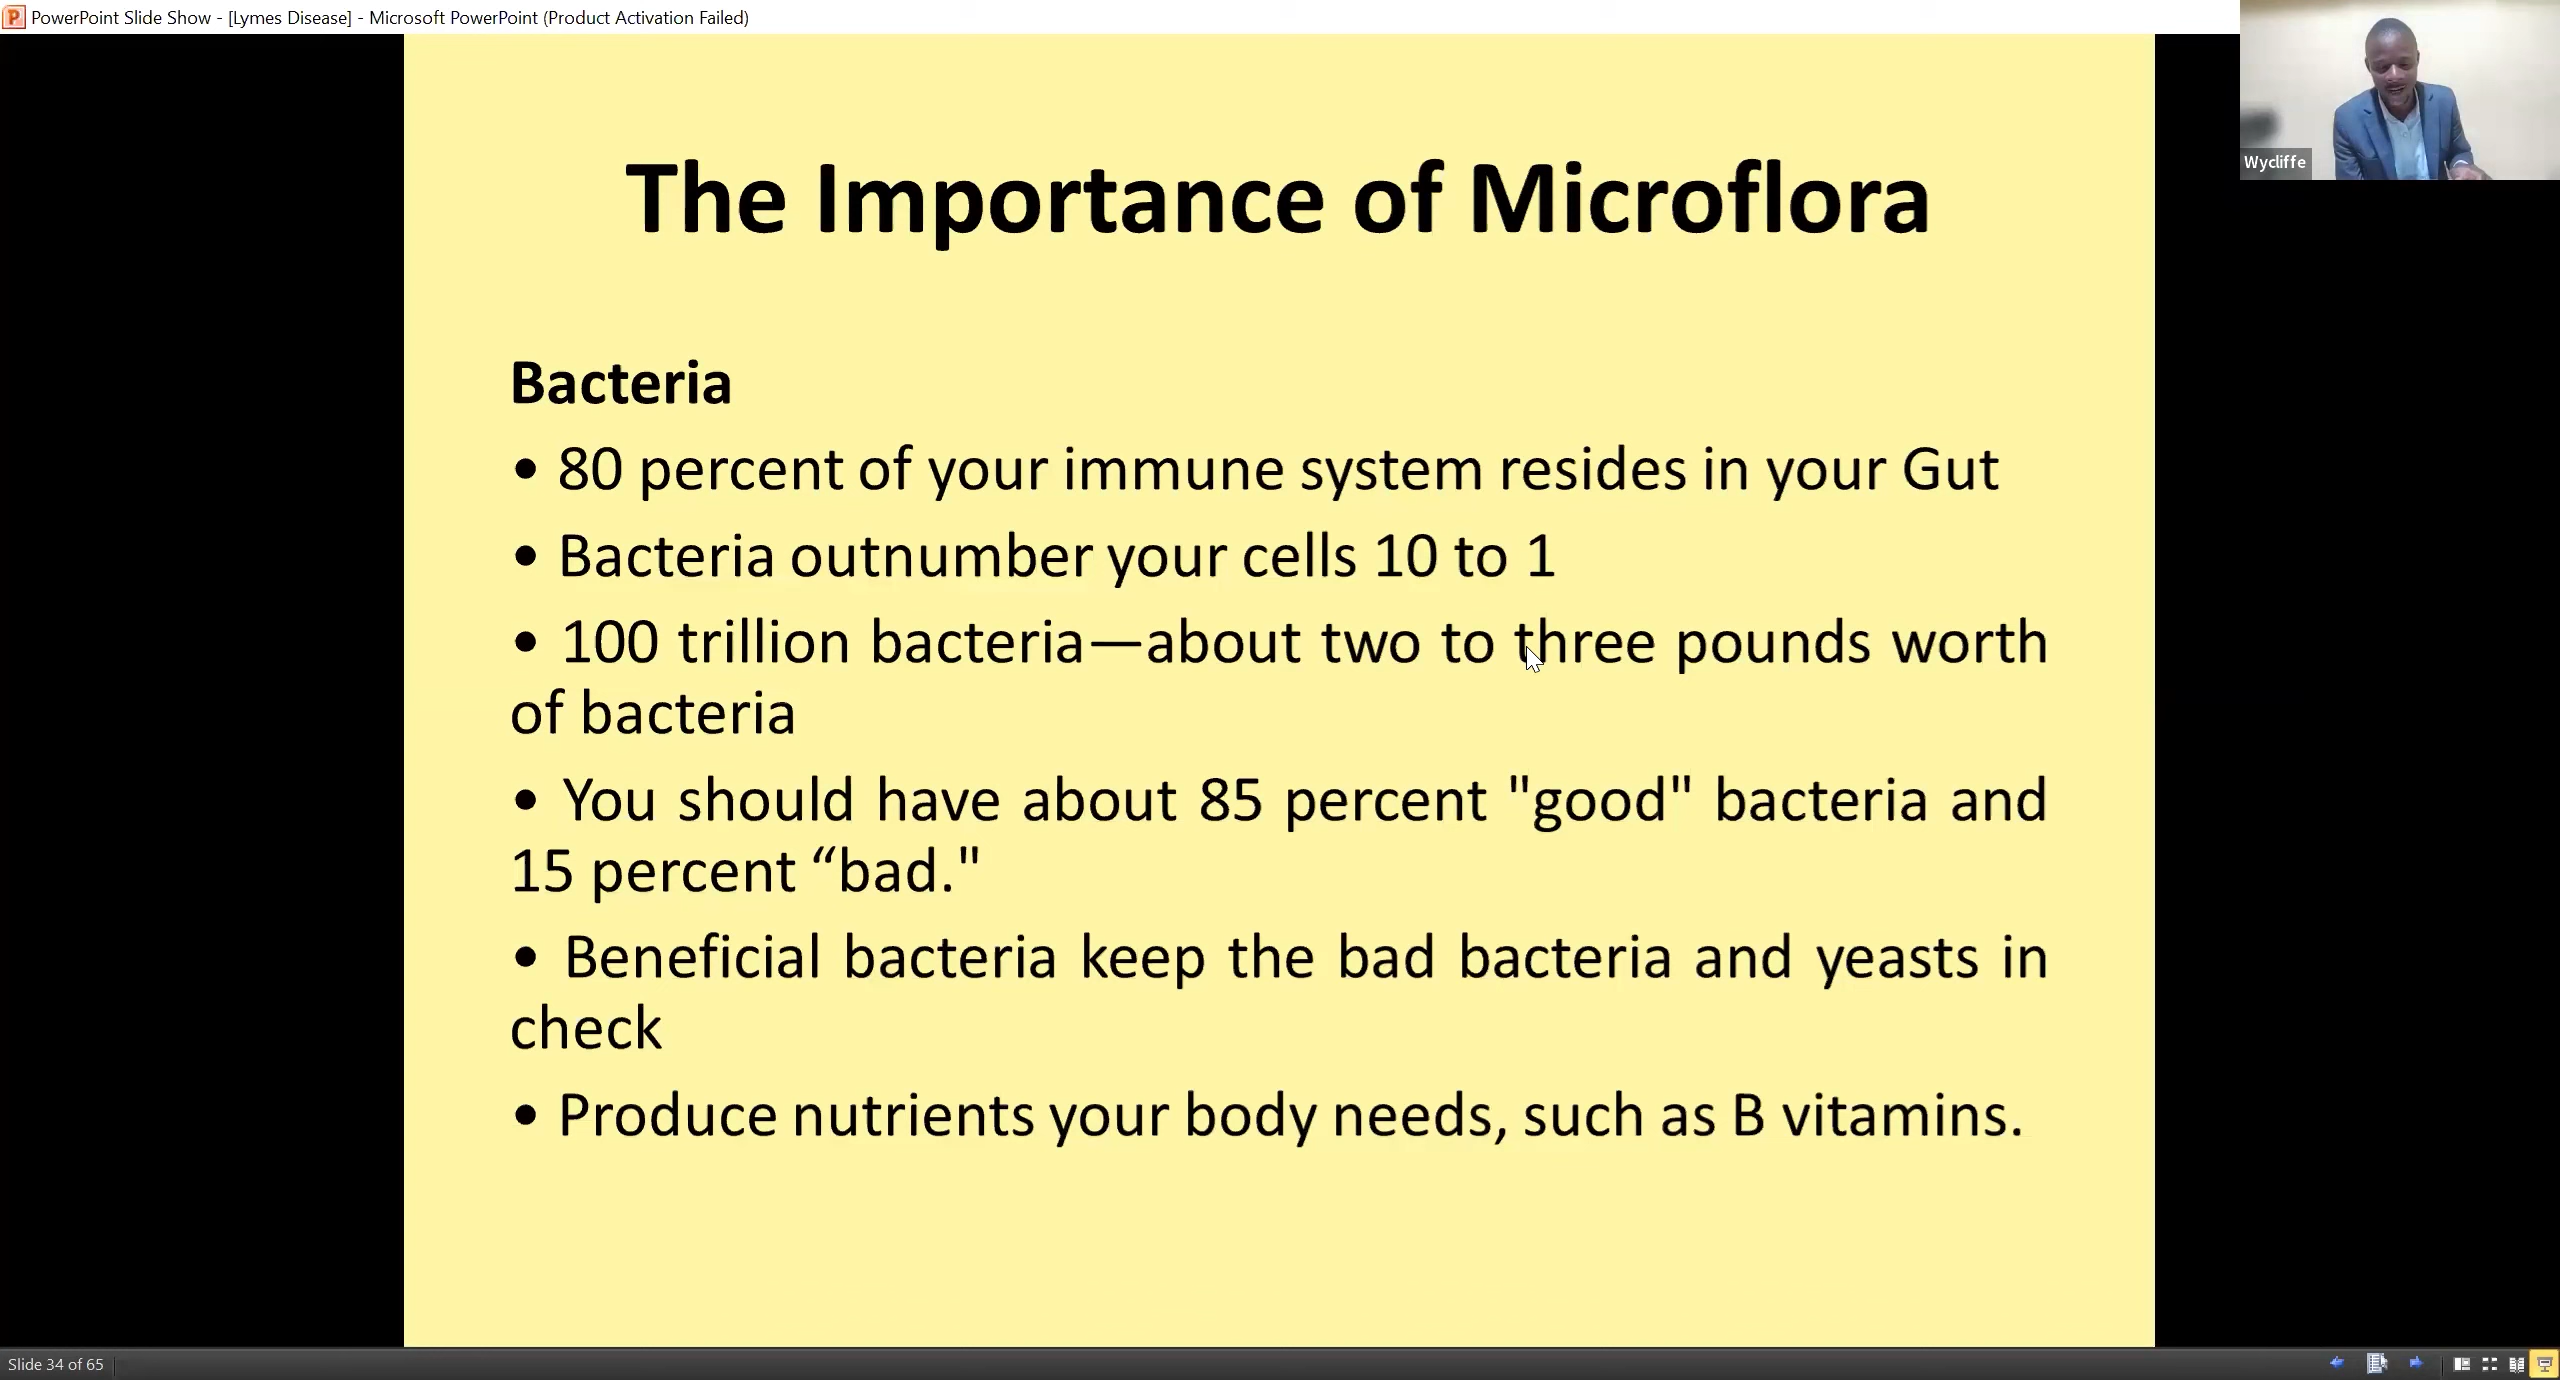 PowerPoint Slide Show - [Lymes Disease] - Microsoft PowerPoint (Product Activation Failed)
Wycliffe
The Importance of Microflora
Bacteria
• 80 percent of your immune system resides in your Gut
• Bacteria outnumber your cells 10 to 1
• 100 trillion bacteria—about two to three pounds worth
of bacteria
• You should have about 85 percent "good" bacteria and
15 percent “bad."
• Beneficial bacteria keep the bad bacteria and yeasts in
check
• Produce nutrients your body needs, such as B vitamins.
Slide 34 of 65